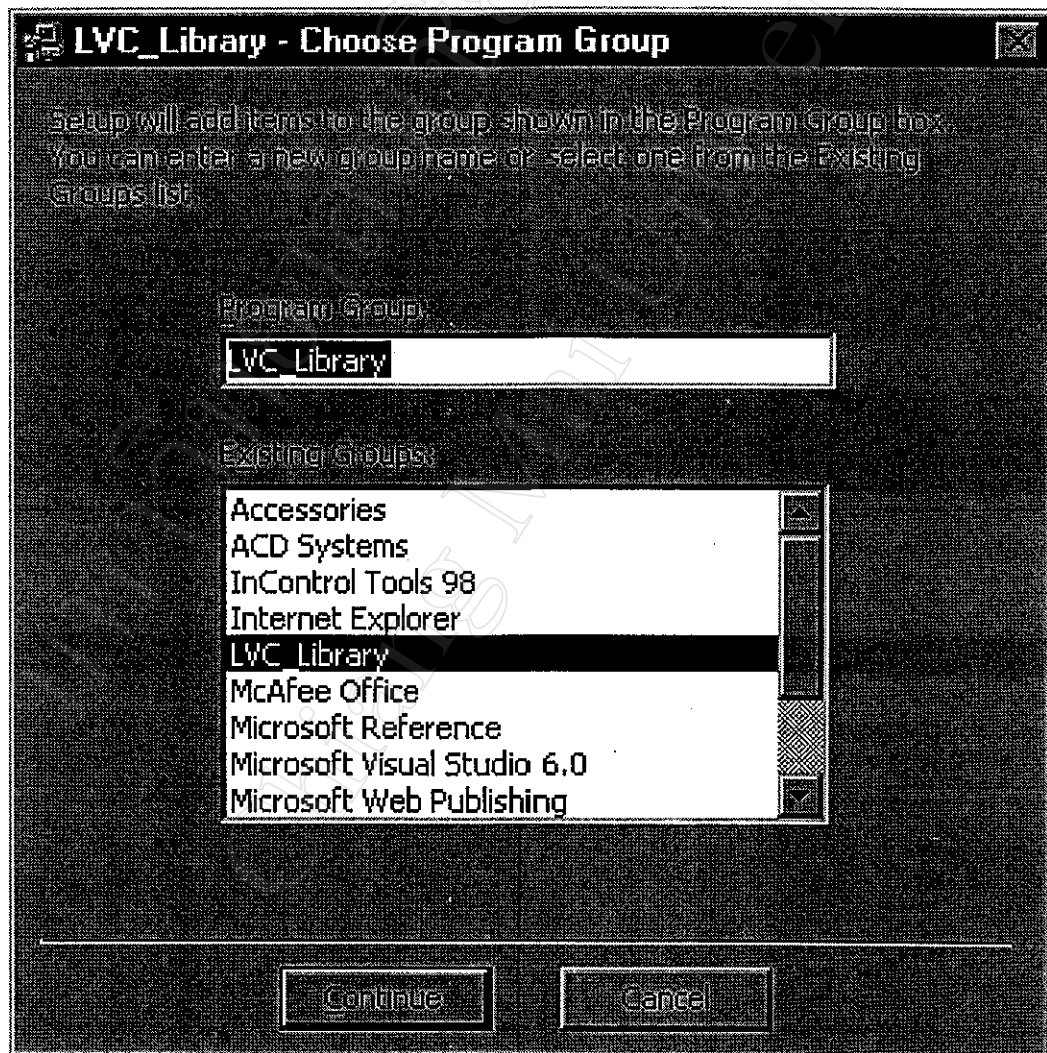 LVC_Library - Choose Program Group
Setup will add items to the group shown in the Program Group box.
You can enter a new group name or select one from the Existing
Groups list.
Program Group:
LVC_Library
Existing Groups:
Accessories
ACD Systems
InControl Tools 98
Internet Explorer
LVC_Library
McAfee Office
Microsoft Reference
Microsoft Visual Studio 6.0
Microsoft Web Publishing
Continue
Cancel